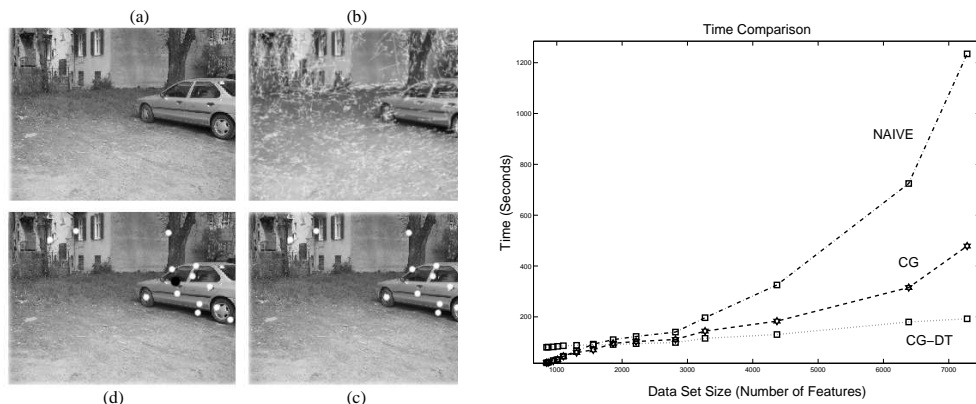 (a)
(b)
(d)
(c)
Time Comparison
Time (Seconds)
1200
1000
800
600
400
200
NAIVE
CG
CG–DT
1000
2000
3000
4000
5000
6000
7000
Data Set Size (Number of Features)